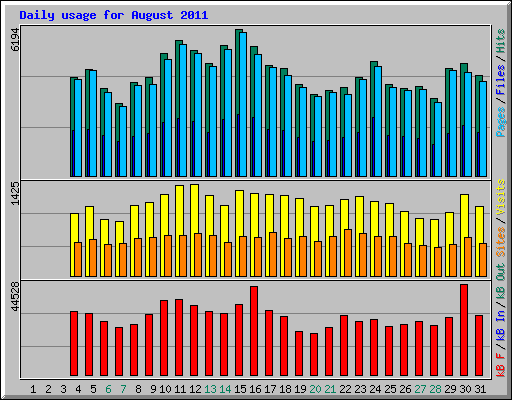 Daily usage for August 2011
6194
Pages / Files / Hits
1425
Sites / Visits
44528
kB F / kB In / kB Out
1 2 3 4 5 6 7 8 9 10 11 12 13 14 15 16 17 18 19 20 21 22 23 24 25 26 27 28 29 30 31